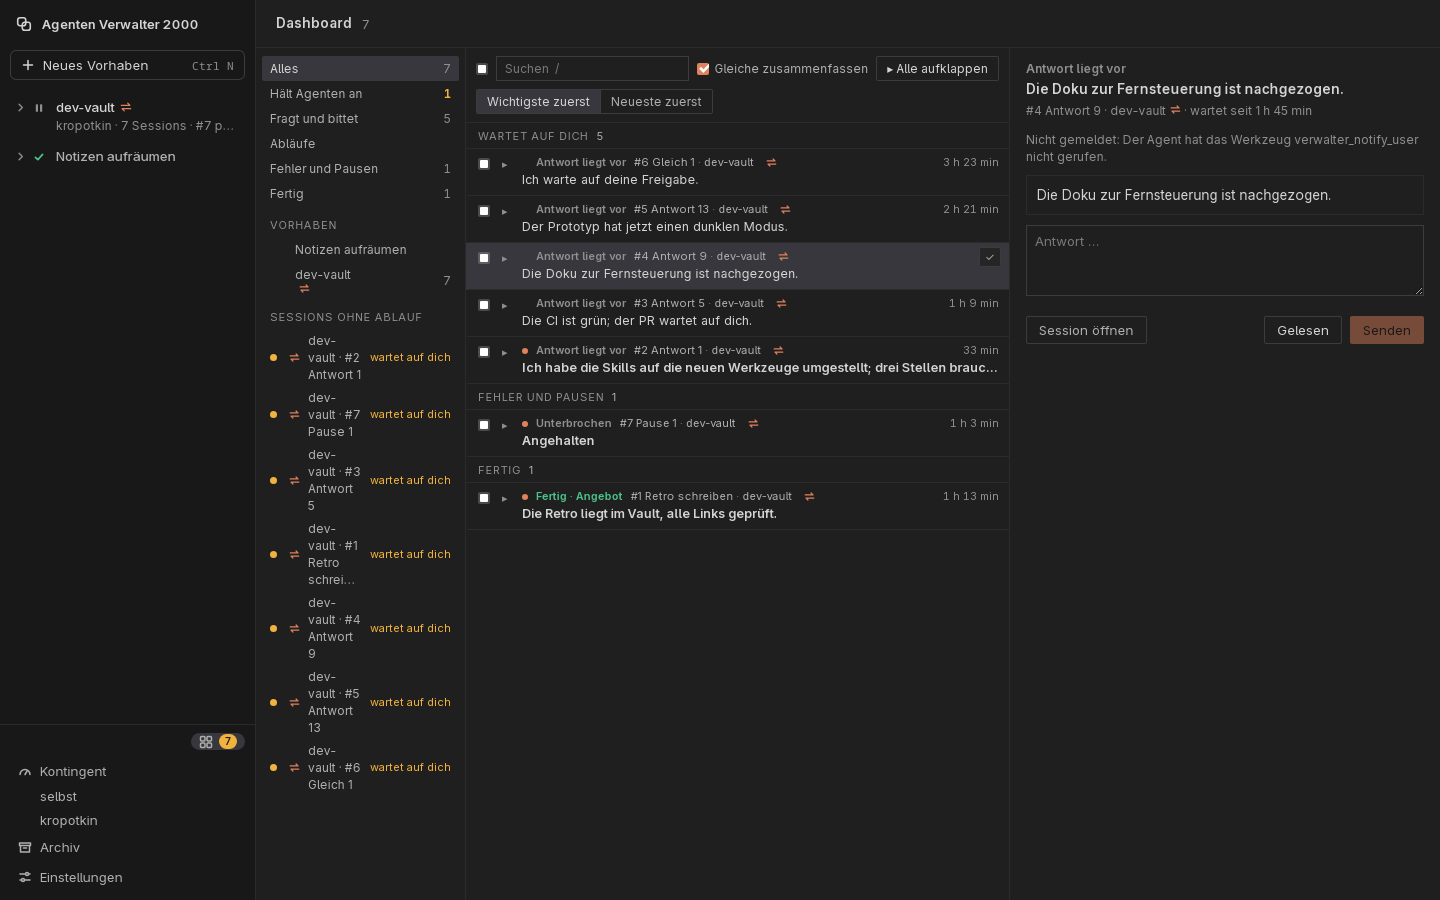 Agenten Verwalter 2000
Neues Vorhaben Ctrl N
dev-vault
kropotkin · 7 Sessions · #7 p…
Notizen aufräumen
7
Kontingent
selbst
kropotkin
Archiv
Einstellungen
Dashboard 7
Alles 7
Hält Agenten an 1
Fragt und bittet 5
Abläufe
Fehler und Pausen 1
Fertig 1
VORHABEN
Notizen aufräumen
dev-vault 7
SESSIONS OHNE ABLAUF
dev-
vault · #2 wartet auf dich
Antwort 1
dev-
vault · #7 wartet auf dich
Pause 1
dev-
vault · #3
Antwort wartet auf dich
5
dev-
vault · #1
Retro wartet auf dich
schrei…
dev-
vault · #4
Antwort wartet auf dich
9
dev-
vault · #5
Antwort wartet auf dich
13
dev-
vault · #6 wartet auf dich
Gleich 1
Suchen / Gleiche zusammenfassen ▸ Alle aufklappen
Wichtigste zuerst Neueste zuerst
WARTET AUF DICH 5
Antwort liegt vor #6 Gleich 1 · dev-vault 3 h 23 min
Ich warte auf deine Freigabe.
Antwort liegt vor #5 Antwort 13 · dev-vault 2 h 21 min
Der Prototyp hat jetzt einen dunklen Modus.
Antwort liegt vor #4 Antwort 9 · dev-vault
Die Doku zur Fernsteuerung ist nachgezogen.
Antwort liegt vor #3 Antwort 5 · dev-vault 1 h 9 min
Die CI ist grün; der PR wartet auf dich.
Antwort liegt vor #2 Antwort 1 · dev-vault 33 min
Ich habe die Skills auf die neuen Werkzeuge umgestellt; drei Stellen brauc…
FEHLER UND PAUSEN 1
Unterbrochen #7 Pause 1 · dev-vault 1 h 3 min
Angehalten
FERTIG 1
Fertig · Angebot #1 Retro schreiben · dev-vault 1 h 13 min
Die Retro liegt im Vault, alle Links geprüft.
Antwort liegt vor
Die Doku zur Fernsteuerung ist nachgezogen.
#4 Antwort 9 · dev-vault · wartet seit 1 h 45 min
Nicht gemeldet: Der Agent hat das Werkzeug verwalter_notify_user
nicht gerufen.
Die Doku zur Fernsteuerung ist nachgezogen.
Antwort …
Session öffnen Gelesen Senden